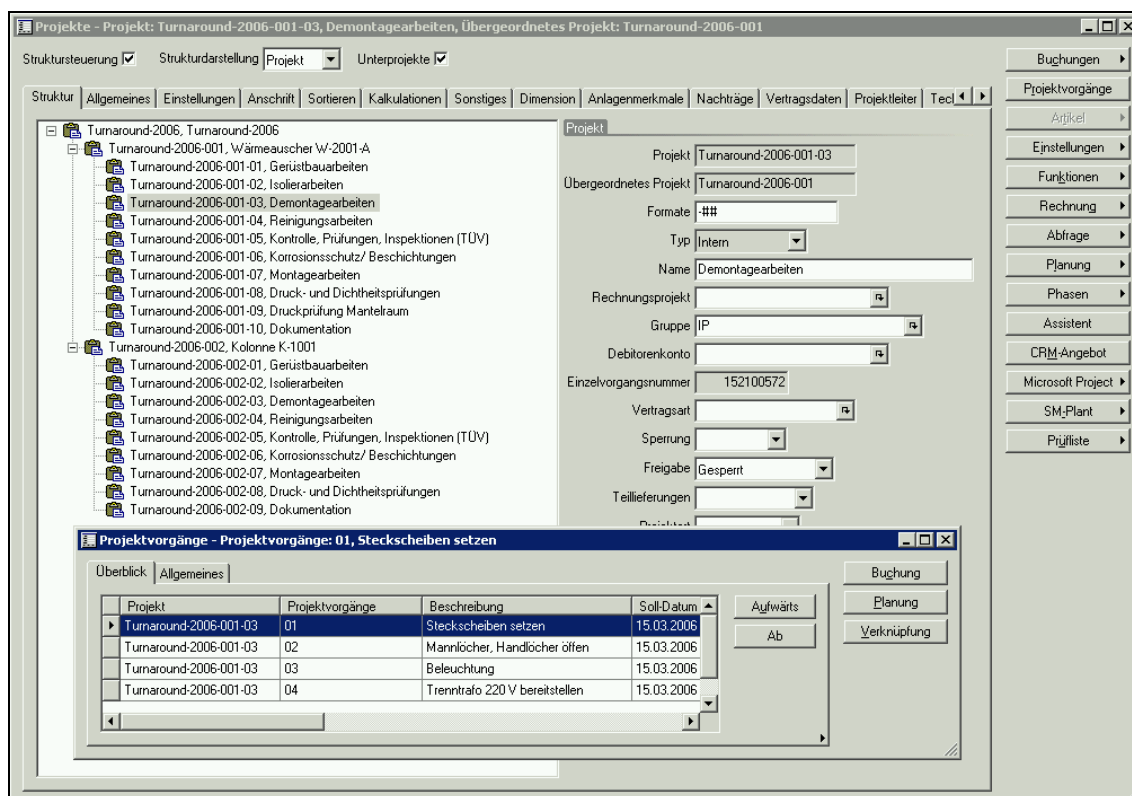 Projekte - Projekt: Turnaround-2006-001-03, Demontagearbeiten, Übergeordnetes Projekt: Turnaround-2006-001
Struktursteuerung Strukturdarstellung Projekt Unterprojekte
Struktur Allgemeines Einstellungen Anschrift Sortieren Kalkulationen Sonstiges Dimension Anlagenmerkmale Nachträge Vertragsdaten Projektleiter Tecl
Turnaround-2006, Turnaround-2006
Turnaround-2006-001, Wärmeauscher W-2001-A
Turnaround-2006-001-01, Gerüstbauarbeiten
Turnaround-2006-001-02, Isolierarbeiten
Turnaround-2006-001-03, Demontagearbeiten
Turnaround-2006-001-04, Reinigungsarbeiten
Turnaround-2006-001-05, Kontrolle, Prüfungen, Inspektionen (TÜV)
Turnaround-2006-001-06, Korrosionsschutz/ Beschichtungen
Turnaround-2006-001-07, Montagearbeiten
Turnaround-2006-001-08, Druck- und Dichtheitsprüfungen
Turnaround-2006-001-09, Druckprüfung Mantelraum
Turnaround-2006-001-10, Dokumentation
Turnaround-2006-002, Kolonne K-1001
Turnaround-2006-002-01, Gerüstbauarbeiten
Turnaround-2006-002-02, Isolierarbeiten
Turnaround-2006-002-03, Demontagearbeiten
Turnaround-2006-002-04, Reinigungsarbeiten
Turnaround-2006-002-05, Kontrolle, Prüfungen, Inspektionen (TÜV)
Turnaround-2006-002-06, Korrosionsschutz/ Beschichtungen
Turnaround-2006-002-07, Montagearbeiten
Turnaround-2006-002-08, Druck- und Dichtheitsprüfungen
Turnaround-2006-002-09, Dokumentation
Projekt
Projekt Turnaround-2006-001-03
Übergeordnetes Projekt Turnaround-2006-001
Formate -##
Typ Intern
Name Demontagearbeiten
Rechnungsprojekt
Gruppe IP
Debitorenkonto
Einzelvorgangsnummer 152100572
Vertragsart
Sperrung
Freigabe Gesperrt
Teillieferungen
Projektart
Buchungen
Projektvorgänge
Artikel
Einstellungen
Funktionen
Rechnung
Abfrage
Planung
Phasen
Assistent
CRM-Angebot
Microsoft Project
SM-Plant
Prüfliste
Projektvorgänge - Projektvorgänge: 01, Steckscheiben setzen
Überblick Allgemeines
Projekt Projektvorgänge Beschreibung Soll-Datum
Turnaround-2006-001-03 01 Steckscheiben setzen 15.03.2006
Turnaround-2006-001-03 02 Mannlöcher, Handlöcher öffen 15.03.2006
Turnaround-2006-001-03 03 Beleuchtung 15.03.2006
Turnaround-2006-001-03 04 Trenntrafo 220 V bereitstellen 15.03.2006
Aufwärts
Ab
Buchung
Planung
Verknüpfung